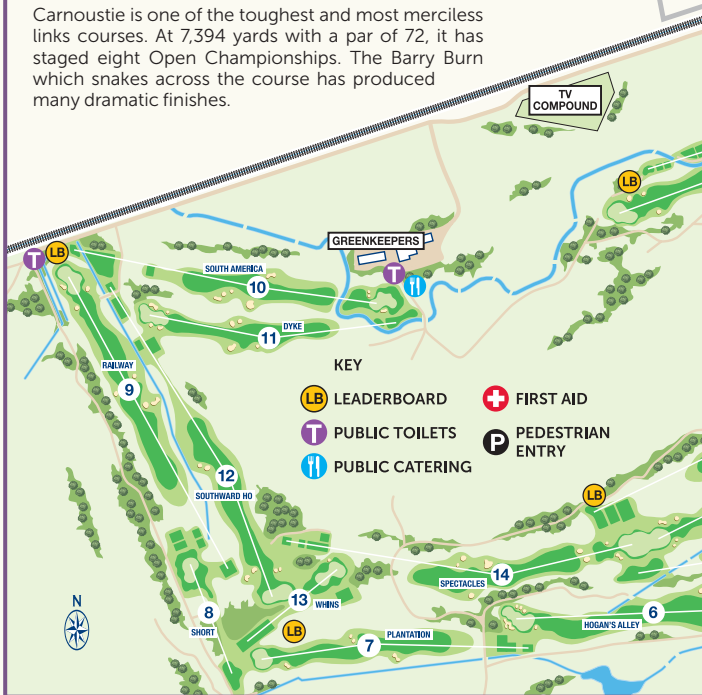 Carnoustie is one of the toughest and most merciless
links courses. At 7,394 yards with a par of 72, it has
staged eight Open Championships. The Barry Burn
which snakes across the course has produced
many dramatic finishes.
TV
COMPOUND
LB
GREENKEEPERS
T
LB
SOUTH AMERICA
10
T
DYKE
11
KEY
RAILWAY
9
LB LEADERBOARD
FIRST AID
T PUBLIC TOILETS
P PEDESTRIAN
ENTRY
PUBLIC CATERING
12
SOUTHWARD HO
LB
14
SPECTACLES
13
WHINS
8
SHORT
N
LB
7
PLANTATION
6
HOGAN'S ALLEY